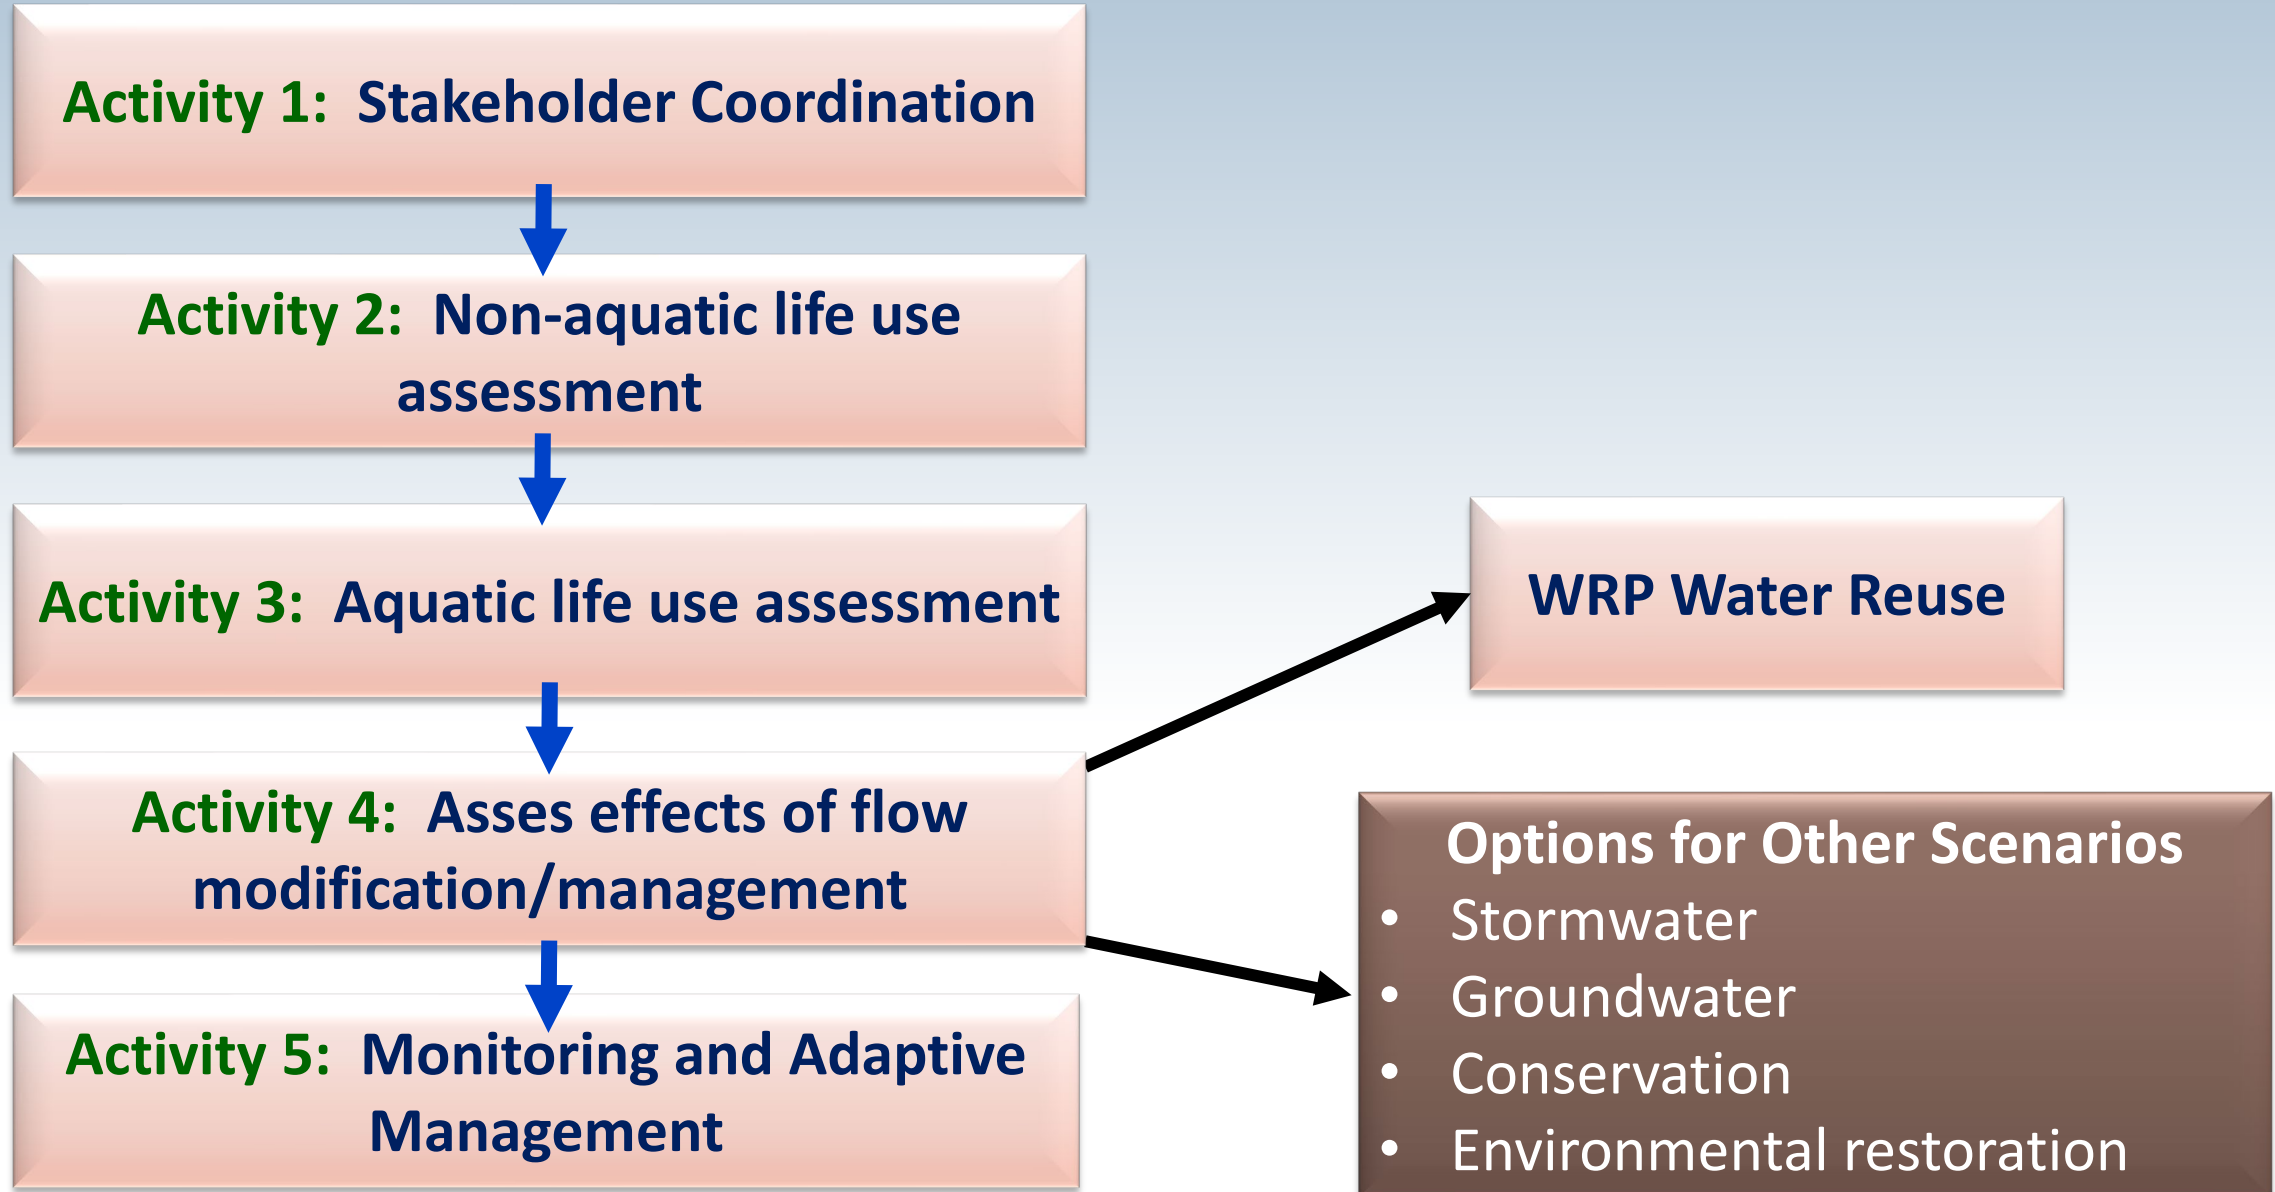 Activity 1: Stakeholder Coordination
Activity 2: Non-aquatic life use
assessment
Activity 3: Aquatic life use assessment
Activity 4: Asses effects of flow
modification/management
Activity 5: Monitoring and Adaptive
Management
WRP Water Reuse
Options for Other Scenarios
• Stormwater
• Groundwater
• Conservation
• Environmental restoration